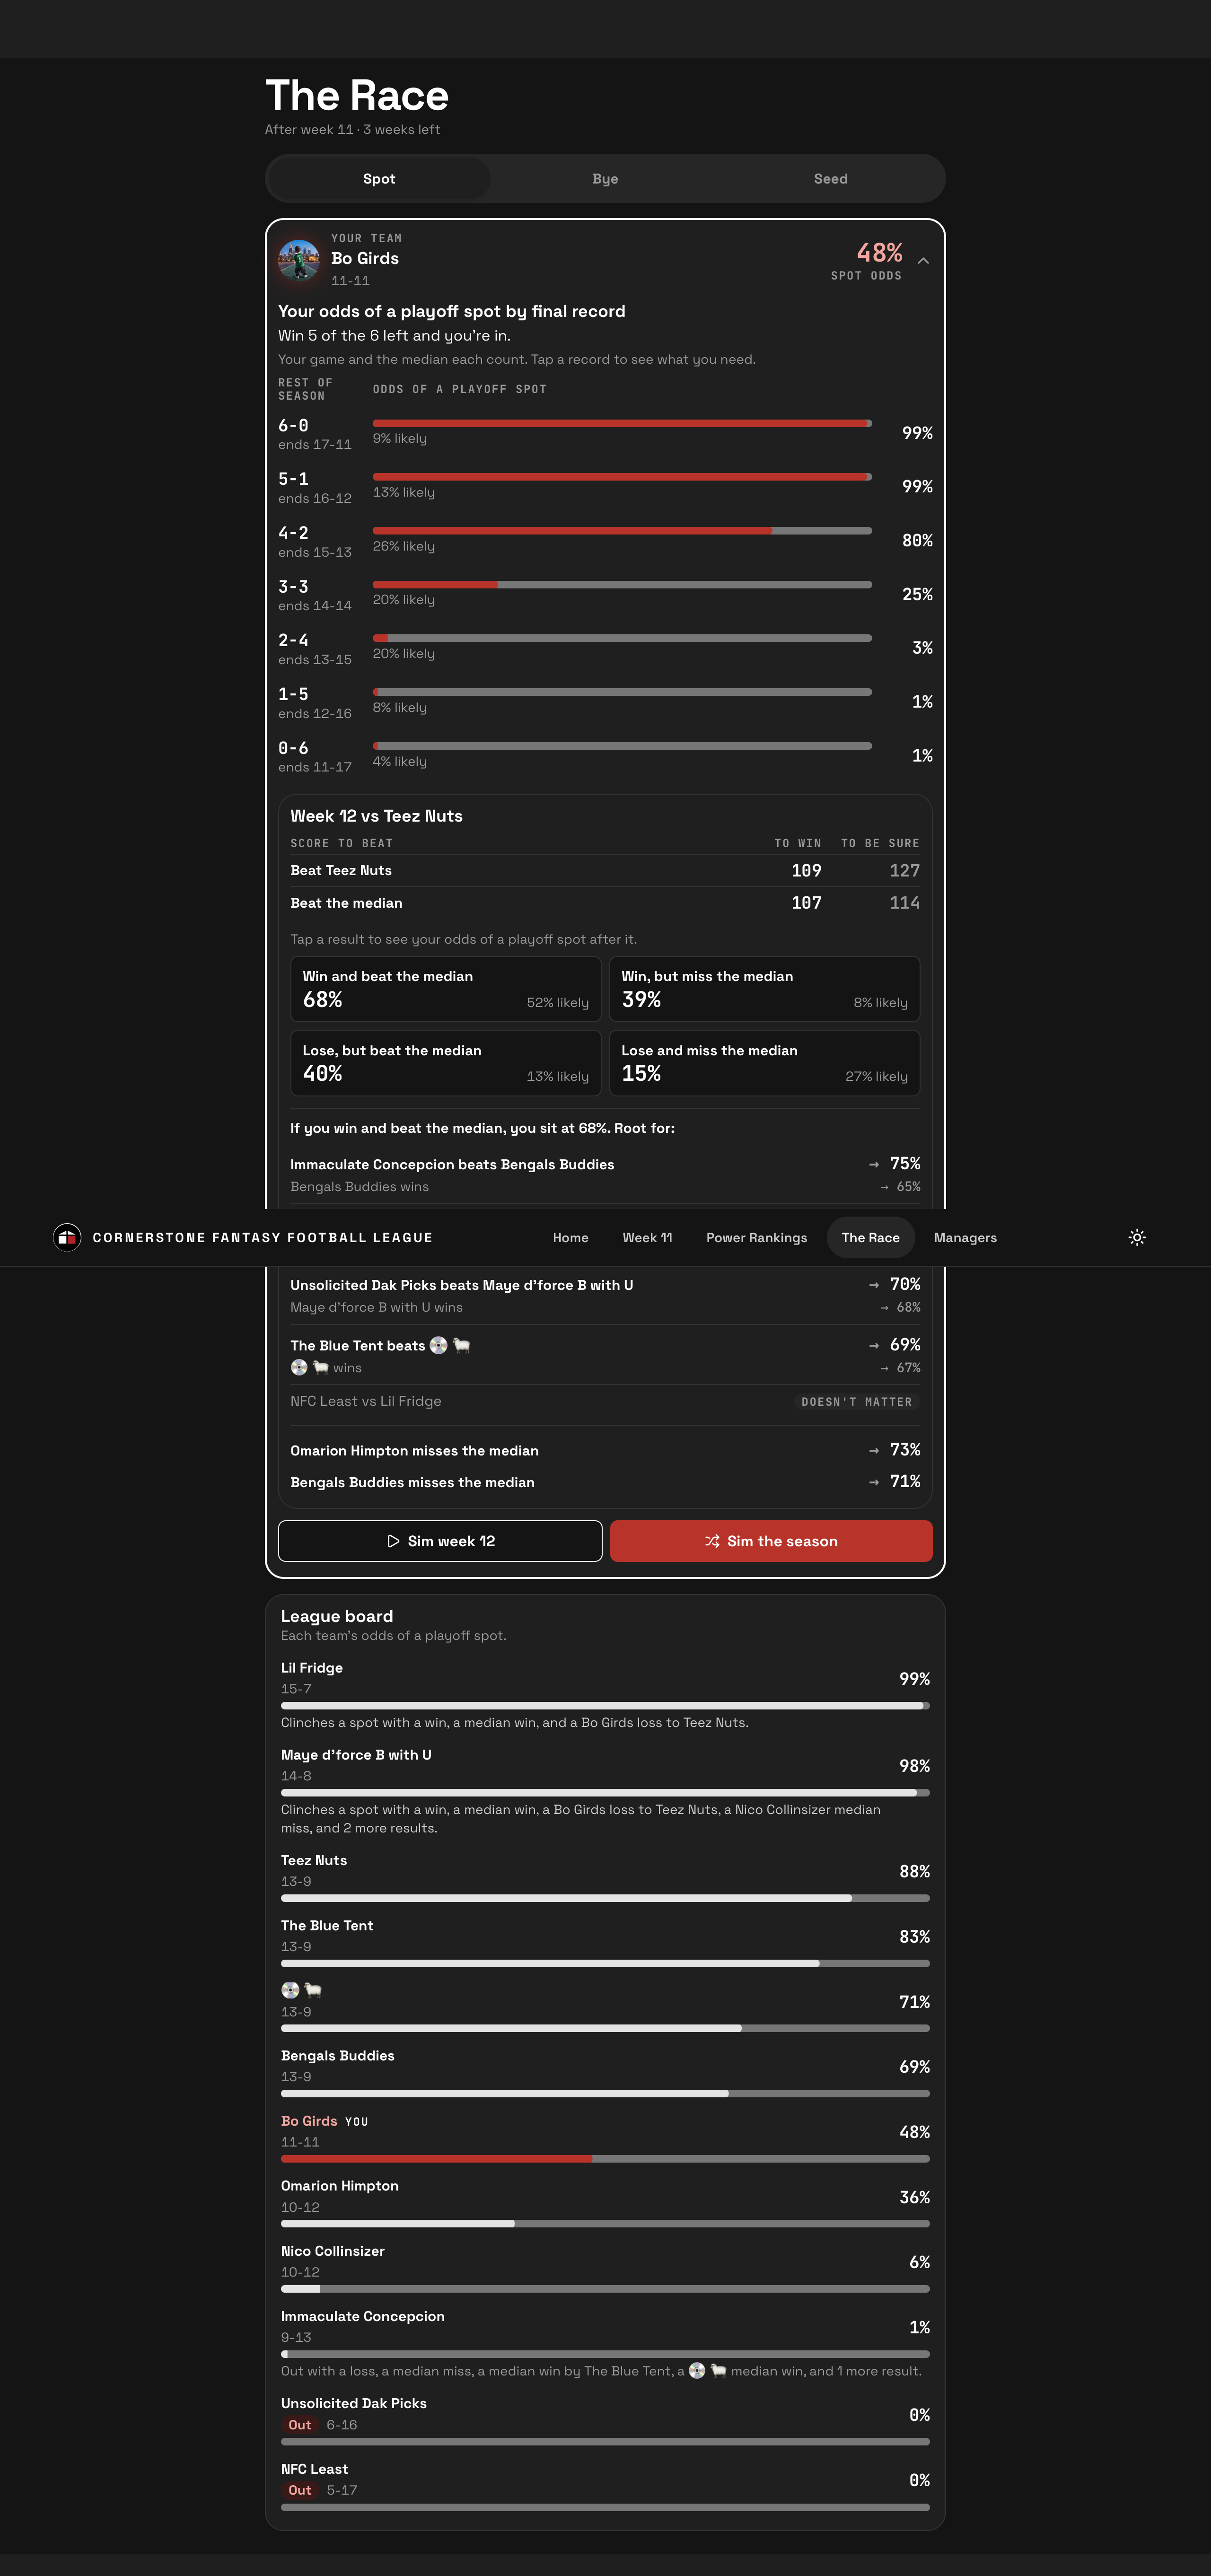 The Race
After week 11 · 3 weeks left
Spot
Bye
Seed
YOUR TEAM
Bo Girds
11-11
48%
SPOT ODDS
Your odds of a playoff spot by final record
Win 5 of the 6 left and you're in.
Your game and the median each count. Tap a record to see what you need.
REST OF
SEASON
ODDS OF A PLAYOFF SPOT
6-0
ends 17-11
9% likely
99%
5-1
ends 16-12
13% likely
99%
4-2
ends 15-13
26% likely
80%
3-3
ends 14-14
20% likely
25%
2-4
ends 13-15
20% likely
3%
1-5
ends 12-16
8% likely
1%
0-6
ends 11-17
4% likely
1%
Week 12 vs Teez Nuts
SCORE TO BEAT
TO WIN
TO BE SURE
Beat Teez Nuts
109
127
Beat the median
107
114
Tap a result to see your odds of a playoff spot after it.
Win and beat the median
68%
52% likely
Win, but miss the median
39%
8% likely
Lose, but beat the median
40%
13% likely
Lose and miss the median
15%
27% likely
If you win and beat the median, you sit at 68%. Root for:
Immaculate Concepcion beats Bengals Buddies
→ 75%
Bengals Buddies wins
→ 65%
CORNERSTONE FANTASY FOOTBALL LEAGUE
Home
Week 11
Power Rankings
The Race
Managers
Unsolicited Dak Picks beats Maye d'force B with U
→ 70%
Maye d'force B with U wins
→ 68%
The Blue Tent beats 💿 🐑
→ 69%
💿 🐑 wins
→ 67%
NFC Least vs Lil Fridge
DOESN'T MATTER
Omarion Himpton misses the median
→ 73%
Bengals Buddies misses the median
→ 71%
Sim week 12
Sim the season
League board
Each team's odds of a playoff spot.
Lil Fridge
15-7
99%
Clinches a spot with a win, a median win, and a Bo Girds loss to Teez Nuts.
Maye d'force B with U
14-8
98%
Clinches a spot with a win, a median win, a Bo Girds loss to Teez Nuts, a Nico Collinsizer median
miss, and 2 more results.
Teez Nuts
13-9
88%
The Blue Tent
13-9
83%
💿 🐑
13-9
71%
Bengals Buddies
13-9
69%
Bo Girds YOU
11-11
48%
Omarion Himpton
10-12
36%
Nico Collinsizer
10-12
6%
Immaculate Concepcion
9-13
1%
Out with a loss, a median miss, a median win by The Blue Tent, a 💿 🐑 median win, and 1 more result.
Unsolicited Dak Picks
Out 6-16
0%
NFC Least
Out 5-17
0%